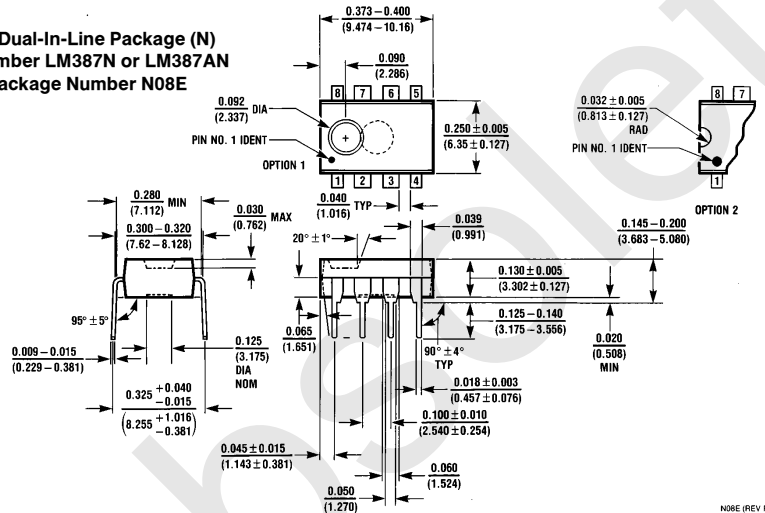 Dual-In-Line Package (N)
mber LM387N or LM387AN
ackage Number N08E
0.373 – 0.400
(9.474 – 10.16)
0.090
(2.286)
8 7 6 5
0.092 DIA
(2.337)
PIN NO. 1 IDENT
OPTION 1
0.250 ± 0.005
(6.35 ± 0.127)
1 2 3 4
0.032 ± 0.005
(0.813 ± 0.127)
RAD
PIN NO. 1 IDENT
8 7
1
OPTION 2
0.280 MIN
(7.112)
0.300 – 0.320
(7.62 – 8.128)
0.030 MAX
(0.762)
0.040 TYP
(1.016)
0.039
(0.991)
0.145 – 0.200
(3.683 – 5.080)
20° ± 1°
0.130 ± 0.005
(3.302 ± 0.127)
95° ± 5°
0.125
(3.175)
DIA
NOM
0.065
(1.651)
0.125 – 0.140
(3.175 – 3.556)
90° ± 4°
TYP
0.020
(0.508)
MIN
0.009 – 0.015
(0.229 – 0.381)
0.018 ± 0.003
(0.457 ± 0.076)
0.325 +0.040 –0.015
(8.255 +1.016 –0.381)
0.100 ± 0.010
(2.540 ± 0.254)
0.045 ± 0.015
(1.143 ± 0.381)
0.060
(1.524)
0.050
(1.270)
N08E (REV
bsole